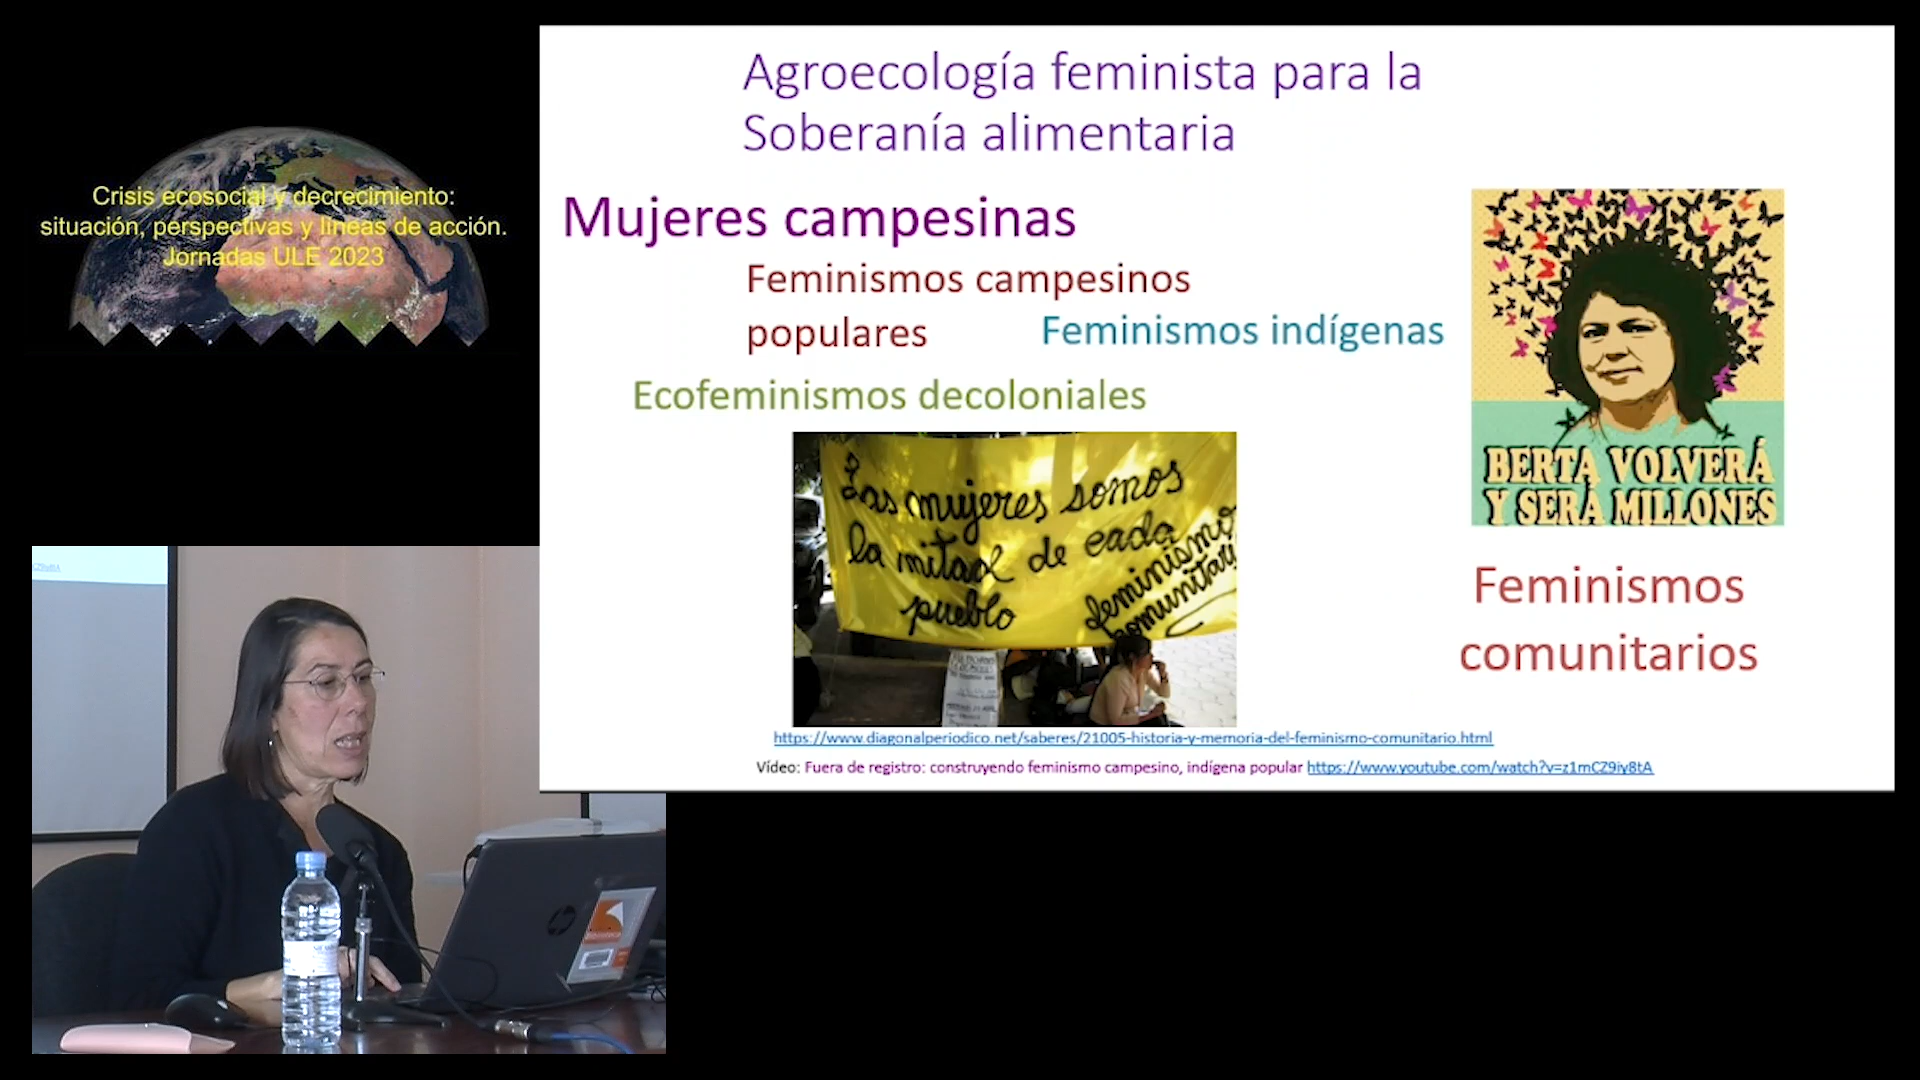 Crisis ecosocial y decrecimiento:
situación, perspectivas y líneas de acción.
Jornadas ULE 2023
Agroecología feminista para la
Soberanía alimentaria
Mujeres campesinas
Feminismos campesinos
populares
Feminismos indígenas
Ecofeminismos decoloniales
Las mujeres somos
la mitad de cada
pueblo
feminismo
comunitario
BERTA VOLVERÁ
Y SERÁ MILLONES
Feminismos
comunitarios
https://www.diagonalperiodico.net/saberes/21005-historia-y-memoria-del-feminismo-comunitario.html
Vídeo: Fuera de registro: construyendo feminismo campesino, indígena popular https://www.youtube.com/watch?v=z1mCZ9iy8tA
hp